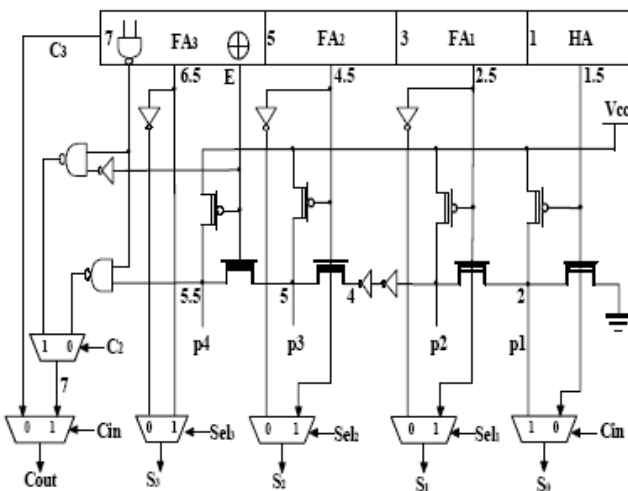 C3 7 FA3 5 FA2 3 FA1 1 HA
6.5 E 4.5 2.5 1.5
Vcc
5.5 5 4 2
p4 p3 p2 p1
1 0 C2
7
0 1 Cin 0 1 Sel3 0 1 Sel2 0 1 Sel1 1 0 Cin
Cout S3 S2 S1 S0